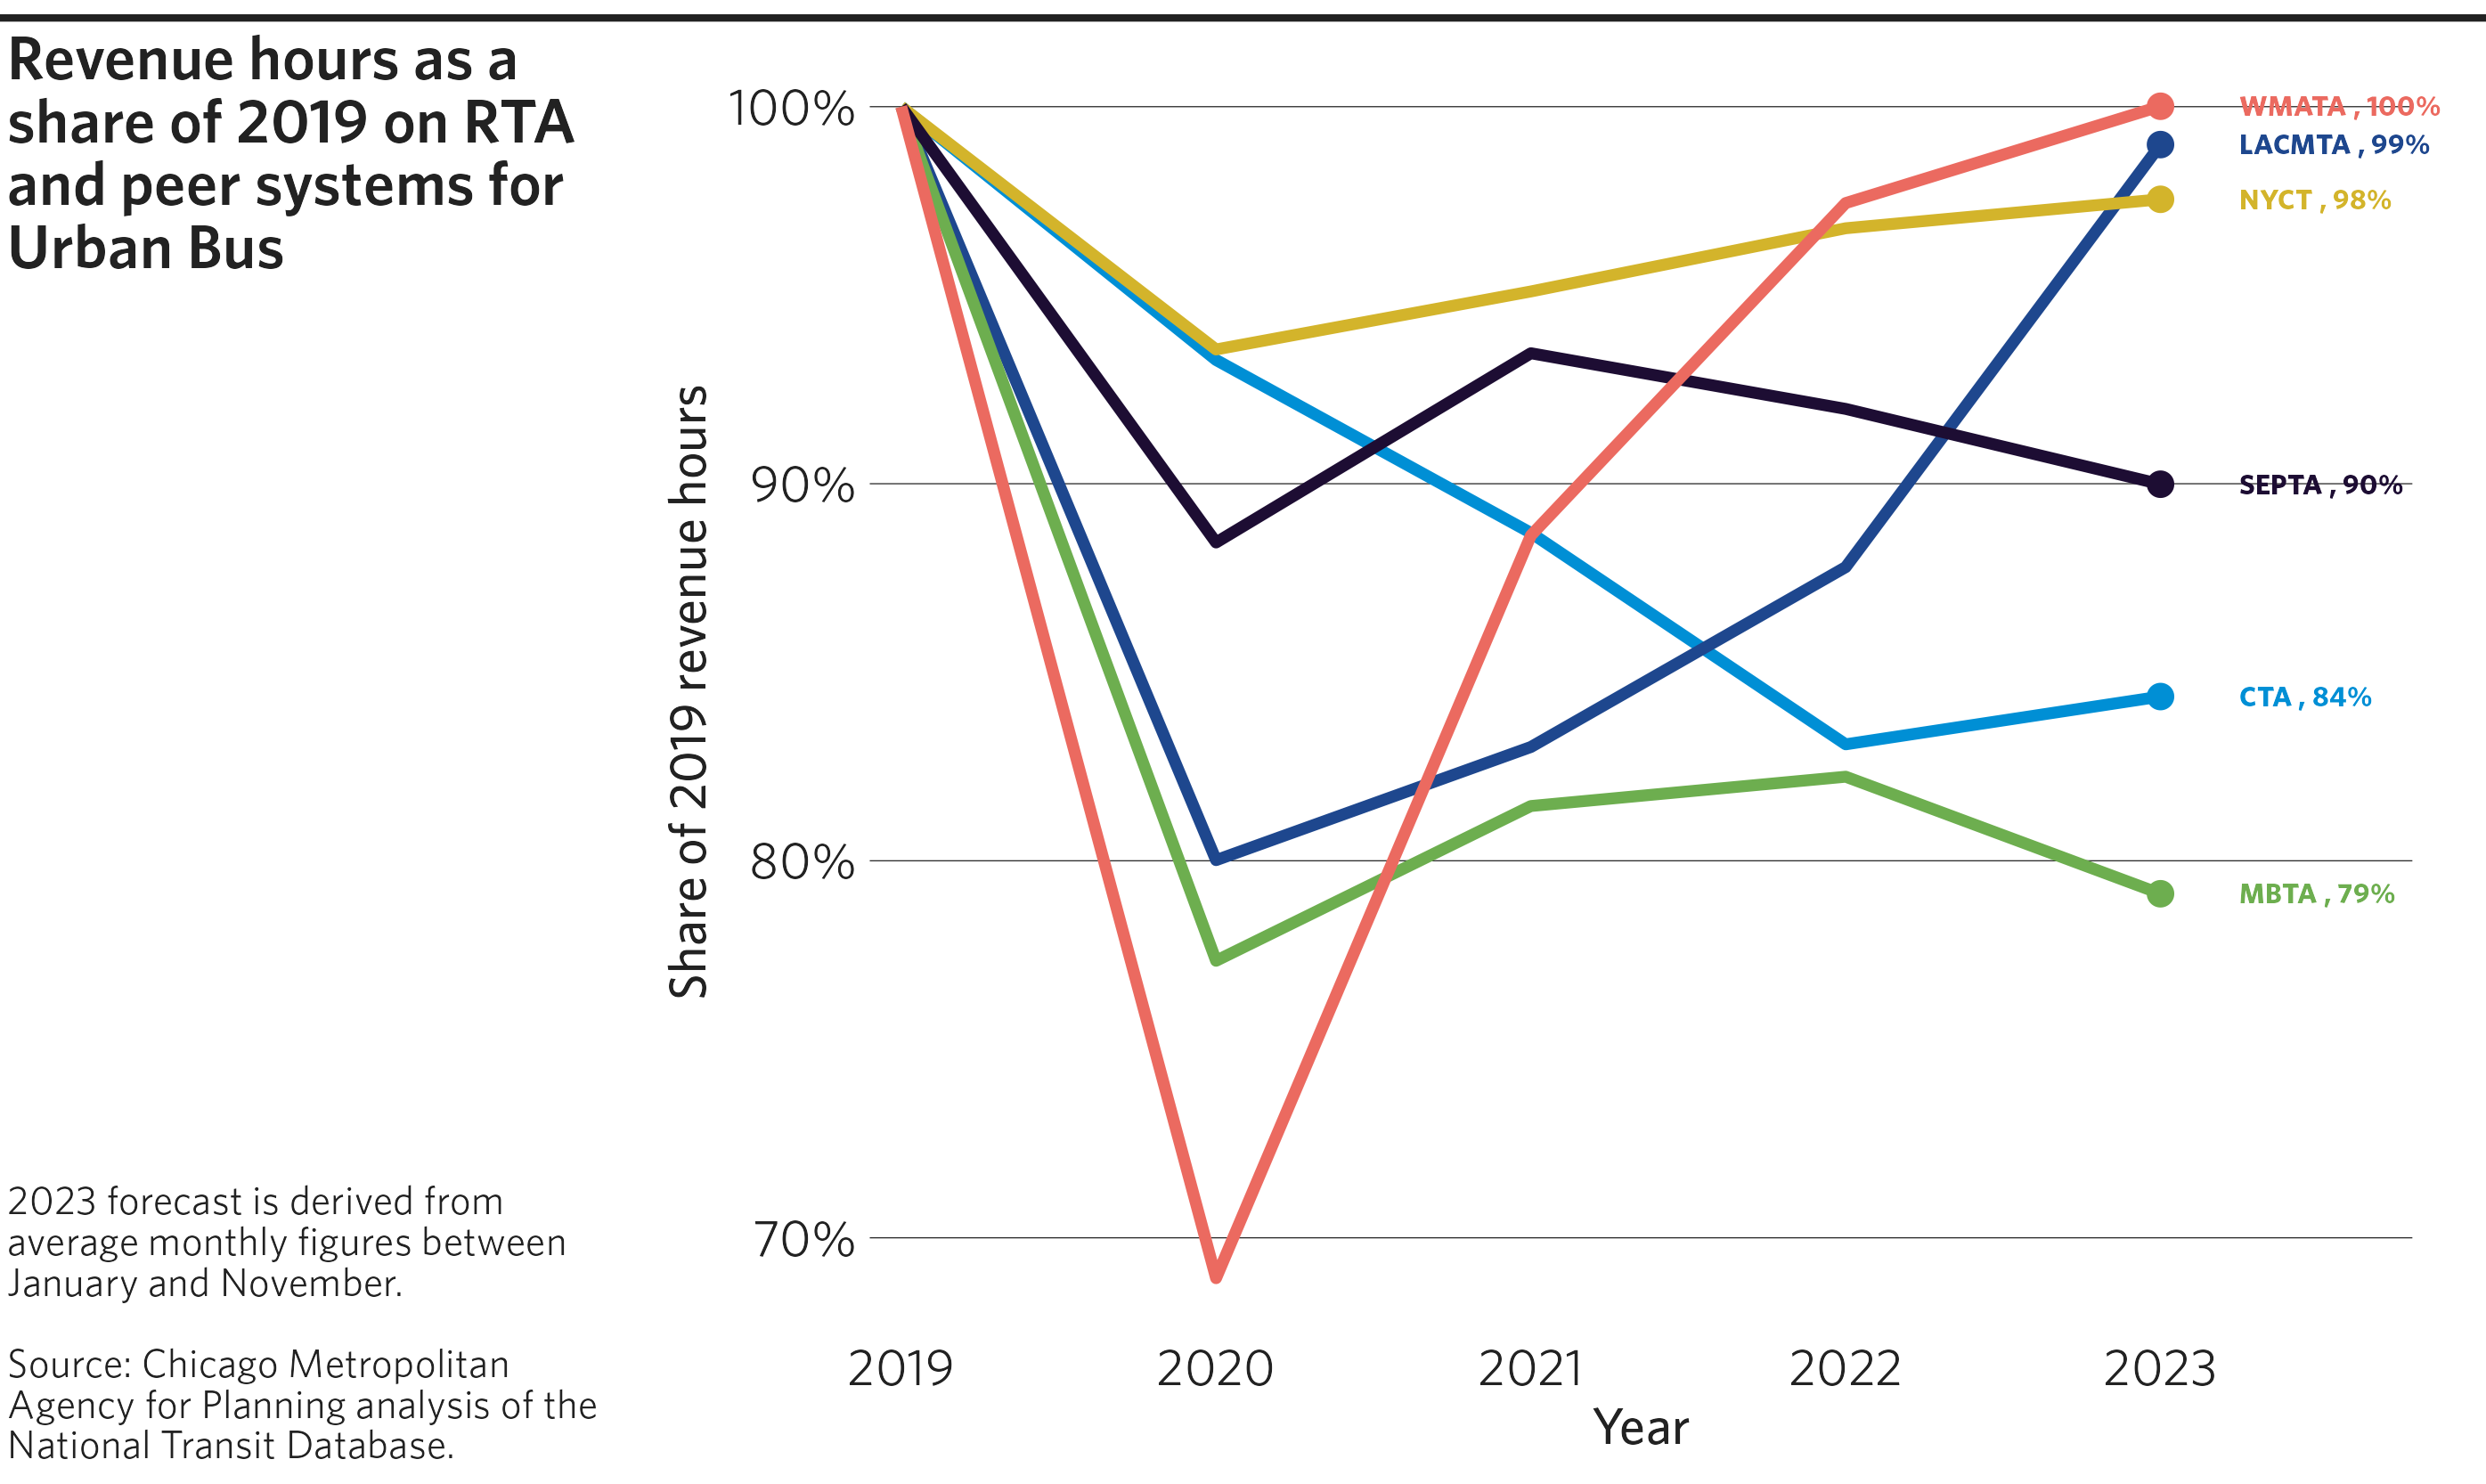 Revenue hours as a
share of 2019 on RTA
and peer systems for
Urban Bus
Share of 2019 revenue hours
100%
90%
80%
70%
WMATA , 100%
LACMTA , 99%
NYCT , 98%
SEPTA , 90%
CTA , 84%
MBTA , 79%
2019
2020
2021
2022
2023
Year
2023 forecast is derived from
average monthly figures between
January and November.
Source: Chicago Metropolitan
Agency for Planning analysis of the
National Transit Database.